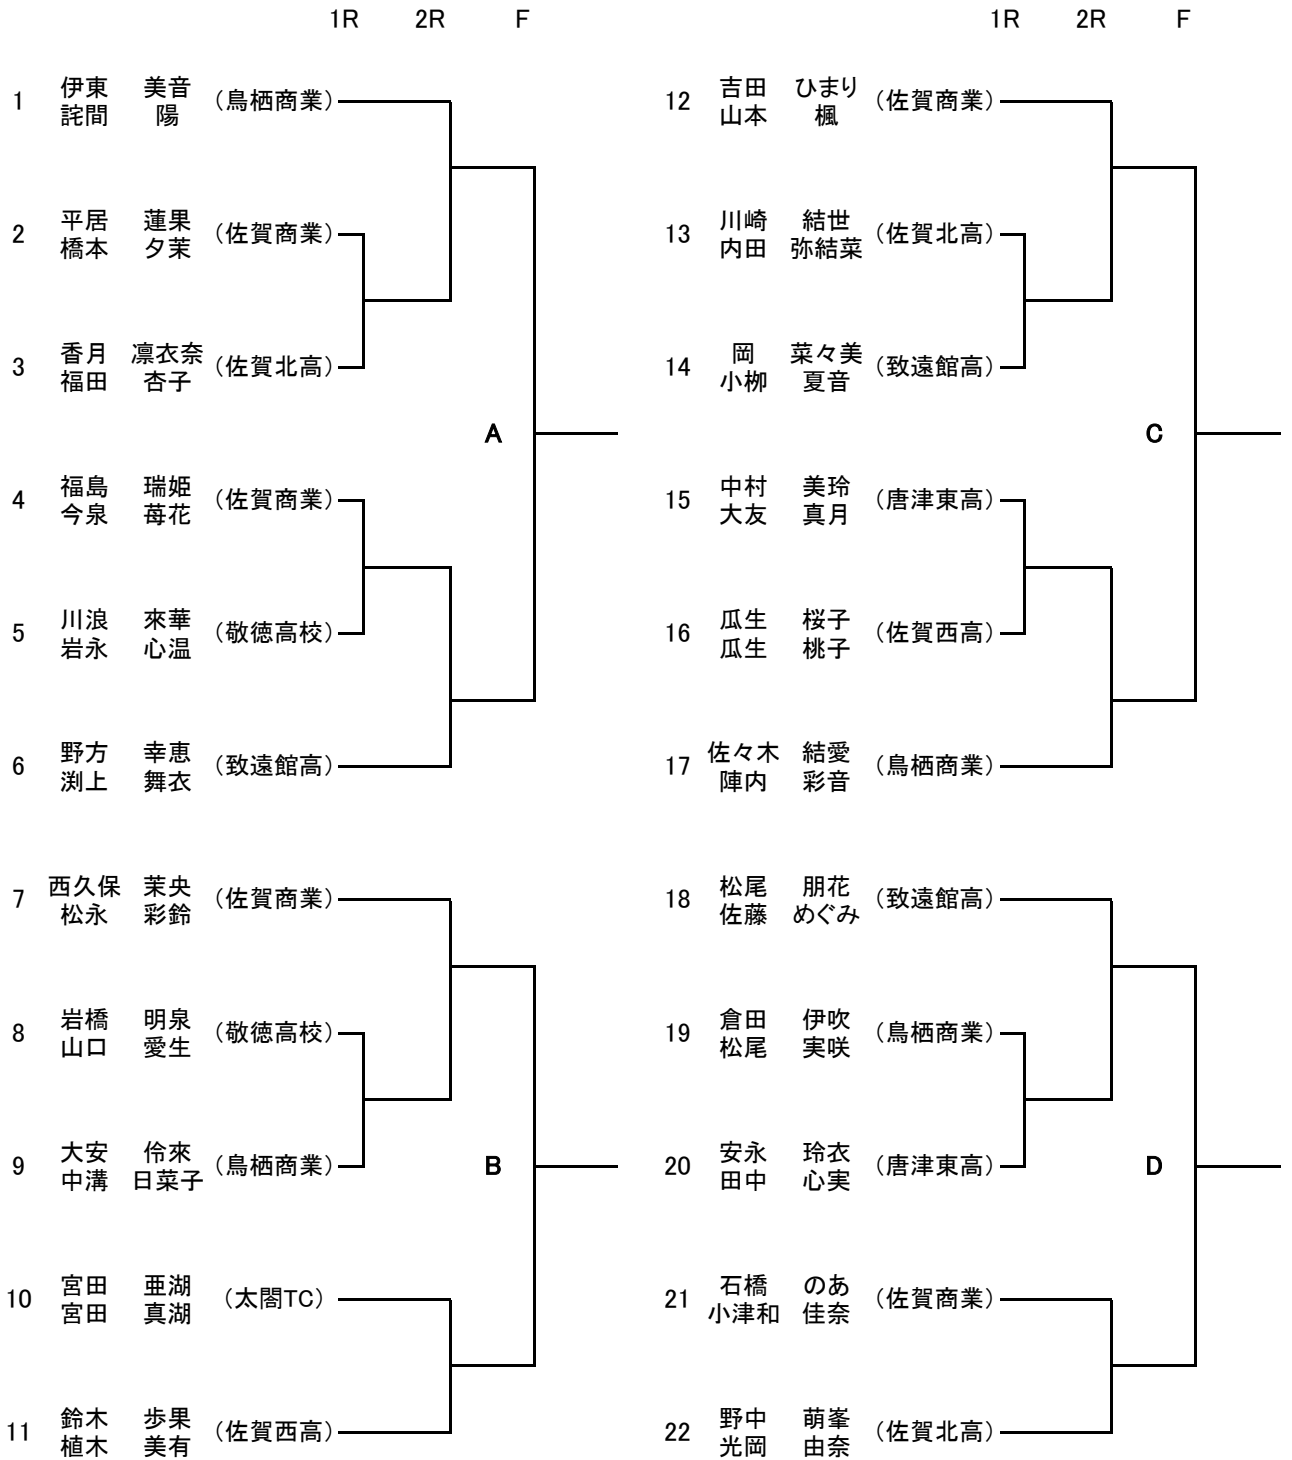 1R 2R F
1 伊東 美音 (鳥栖商業)
詫間 陽
2 平居 蓮果 (佐賀商業)
橋本 夕茉
3 香月 凛衣奈 (佐賀北高)
福田 杏子
A
4 福島 瑞姫 (佐賀商業)
今泉 苺花
5 川浪 來華 (敬徳高校)
岩永 心温
6 野方 幸恵 (致遠館高)
渕上 舞衣
7 西久保 茉央 (佐賀商業)
松永 彩鈴
8 岩橋 明泉 (敬徳高校)
山口 愛生
9 大安 伶來 (鳥栖商業)
中溝 日菜子
B
10 宮田 亜湖 (太閤TC)
宮田 真湖
11 鈴木 歩果 (佐賀西高)
植木 美有
1R 2R F
12 吉田 ひまり (佐賀商業)
山本 楓
13 川崎 結世 (佐賀北高)
内田 弥結菜
14 岡 菜々美 (致遠館高)
小栁 夏音
C
15 中村 美玲 (唐津東高)
大友 真月
16 瓜生 桜子 (佐賀西高)
瓜生 桃子
17 佐々木 結愛 (鳥栖商業)
陣内 彩音
18 松尾 朋花 (致遠館高)
佐藤 めぐみ
19 倉田 伊吹 (鳥栖商業)
松尾 実咲
20 安永 玲衣 (唐津東高)
田中 心実
D
21 石橋 のあ (佐賀商業)
小津和 佳奈
22 野中 萌峯 (佐賀北高)
光岡 由奈